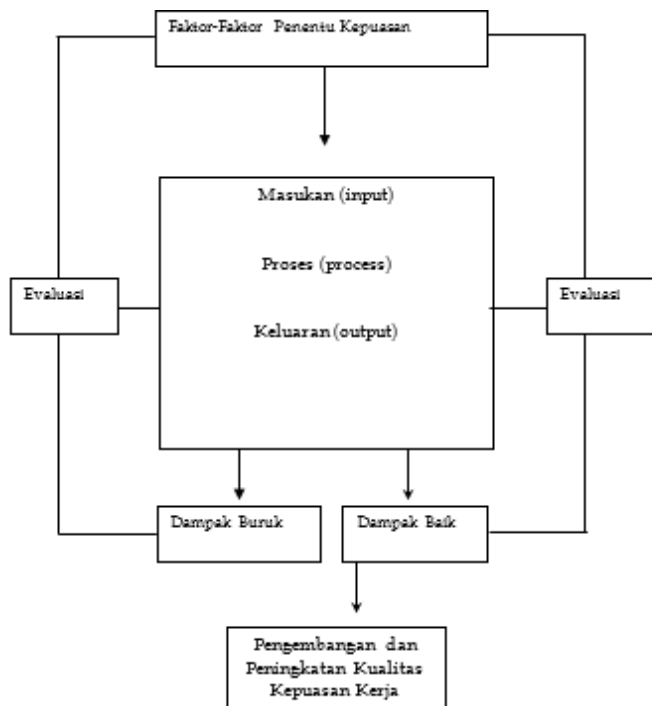 Faktor-Faktor Penentu Kepuasan
Masukan (input)
Proses (process)
Evaluasi
Evaluasi
Keluaran (output)
Dampak Buruk
Dampak Baik
Pengembangan dan
Peningkatan Kualitas
Kepuasan Kerja